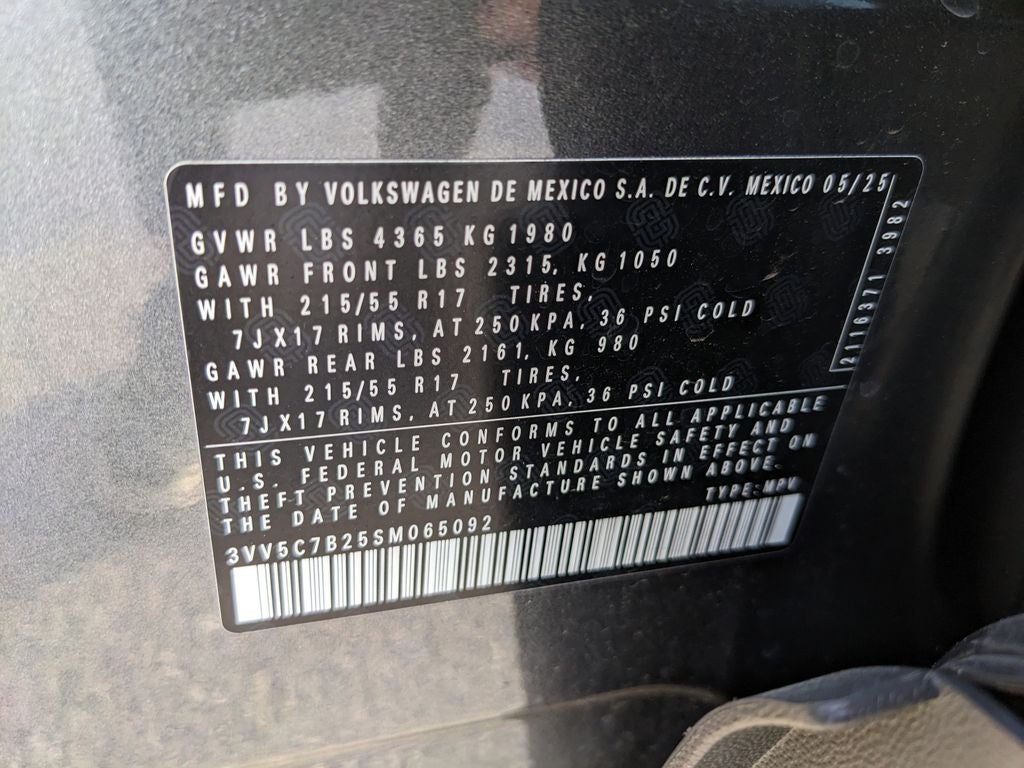 MFD BY VOLKSWAGEN DE MEXICO S.A. DE C.V. MEXICO 05/25
GVWR LBS 4365 KG 1980
GAWR FRONT LBS 2315, KG 1050
WITH 215/55 R17 TIRES,
7JX17 RIMS, AT 250 KPA, 36 PSI COLD
GAWR REAR LBS 2161, KG 980
WITH 215/55 R17 TIRES,
7JX17 RIMS, AT 250 KPA, 36 PSI COLD
2116371 3982
THIS VEHICLE CONFORMS TO ALL APPLICABLE
U.S. FEDERAL MOTOR VEHICLE SAFETY AND
THEFT PREVENTION STANDARDS IN EFFECT ON
THE DATE OF MANUFACTURE SHOWN ABOVE.
3VV5C7B25SM065092 TYPE:MPV